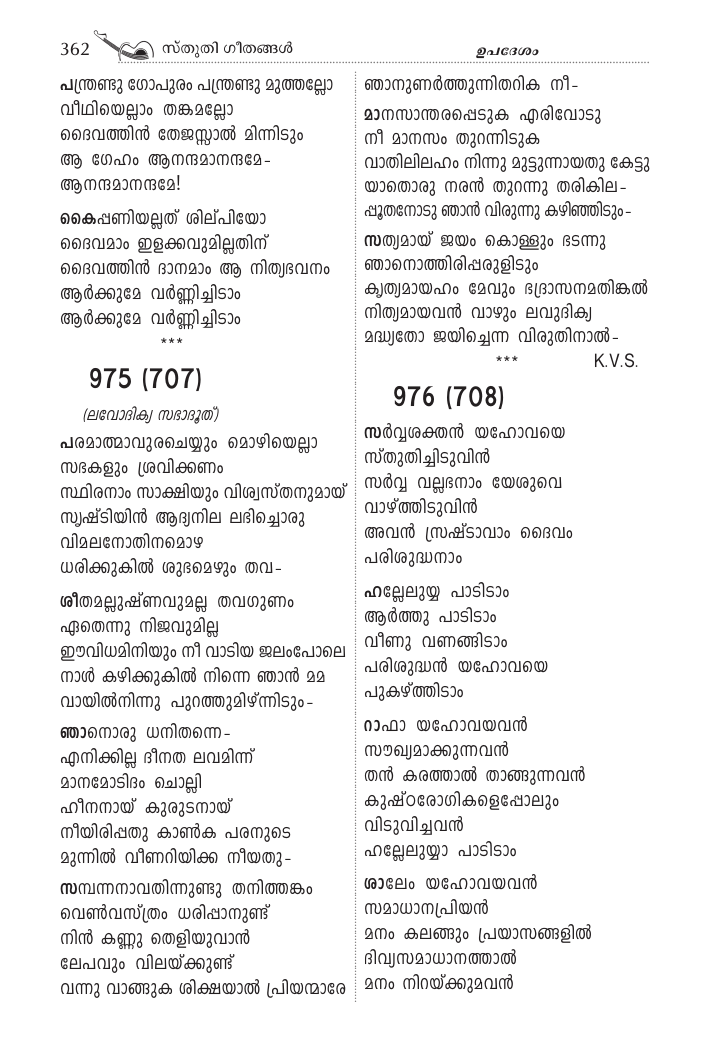 362 സ്തുതി ഗീതങ്ങൾ ഉപദേശം
പന്ത്രണ്ടു ഗോപുരം പന്ത്രണ്ടു മുത്തല്ലോ
വീഥിയെല്ലാം തങ്കമല്ലോ
ദൈവത്തിൻ തേജസ്സാൽ മിന്നിടും
ആ ഗേഹം ആനന്ദമാനന്ദമേ-
ആനന്ദമാനന്ദമേ!
കൈപ്പണിയല്ലത് ശില്പിയോ
ദൈവമാം ഇളക്കവുമില്ലതിന്
ദൈവത്തിൻ ദാനമാം ആ നിത്യഭവനം
ആർക്കുമേ വർണ്ണിച്ചിടാം
ആർക്കുമേ വർണ്ണിച്ചിടാം
***
975 (707)
(ലവോദിക്യ സഭാദൂത്)
പരമാത്മാവുരചെയ്യും മൊഴിയെല്ലാ
സഭകളും ശ്രവിക്കണം
സ്ഥിരനാം സാക്ഷിയും വിശ്വസ്തനുമായ്
സൃഷ്ടിയിൻ ആദ്യനില ലഭിച്ചൊരു
വിമലനോതിനമൊഴ
ധരിക്കുകിൽ ശുഭമെഴും തവ-
ശീതമല്ലുഷ്ണവുമല്ല തവഗുണം
ഏതെന്നു നിജവുമില്ല
ഈവിധമിനിയും നീ വാടിയ ജലംപോലെ
നാൾ കഴിക്കുകിൽ നിന്നെ ഞാൻ മമ
വായിൽനിന്നു പുറത്തുമിഴ്ന്നിടും-
ഞാനൊരു ധനിതന്നെ-
എനിക്കില്ല ദീനത ലവമിന്ന്
മാനമോടിദം ചൊല്ലി
ഹീനനായ് കുരുടനായ്
നീയിരിപ്പതു കാൺക പരനുടെ
മുന്നിൽ വീണറിയിക്ക നീയതു-
സമ്പന്നനാവതിന്നുണ്ടു തനിത്തങ്കം
വെൺവസ്ത്രം ധരിപ്പാനുണ്ട്
നിൻ കണ്ണു തെളിയുവാൻ
ലേപവും വിലയ്ക്കുണ്ട്
വന്നു വാങ്ങുക ശിക്ഷയാൽ പ്രിയന്മാരേ
ഞാനുണർത്തുന്നിതറിക നീ-
മാനസാന്തരപ്പെടുക എരിവോടു
നീ മാനസം തുറന്നിടുക
വാതിലിലഹം നിന്നു മുട്ടുന്നായതു കേട്ടു
യാതൊരു നരൻ തുറന്നു തരികില-
പ്പൂതനോടു ഞാൻ വിരുന്നു കഴിഞ്ഞിടും-
സത്യമായ് ജയം കൊള്ളും ഭടന്നു
ഞാനൊത്തിരിപ്പരുളിടും
കൃത്യമായഹം മേവും ഭദ്രാസനമതിങ്കൽ
നിത്യമായവൻ വാഴും ലവുദിക്യ
മദ്ധ്യതോ ജയിച്ചെന്ന വിരുതിനാൽ-
*** K.V.S.
976 (708)
സർവ്വശക്തൻ യഹോവയെ
സ്തുതിച്ചിടുവിൻ
സർവ്വ വല്ലഭനാം യേശുവെ
വാഴ്ത്തിടുവിൻ
അവൻ സ്രഷ്ടാവാം ദൈവം
പരിശുദ്ധനാം
ഹല്ലേലുയ്യ പാടിടാം
ആർത്തു പാടിടാം
വീണു വണങ്ങിടാം
പരിശുദ്ധൻ യഹോവയെ
പുകഴ്ത്തിടാം
റാഫാ യഹോവയവൻ
സൗഖ്യമാക്കുന്നവൻ
തൻ കരത്താൽ താങ്ങുന്നവൻ
കുഷ്ഠരോഗികളെപ്പോലും
വിടുവിച്ചവൻ
ഹല്ലേലുയ്യാ പാടിടാം
ശാലേം യഹോവയവൻ
സമാധാനപ്രിയൻ
മനം കലങ്ങും പ്രയാസങ്ങളിൽ
ദിവ്യസമാധാനത്താൽ
മനം നിറയ്ക്കുമവൻ